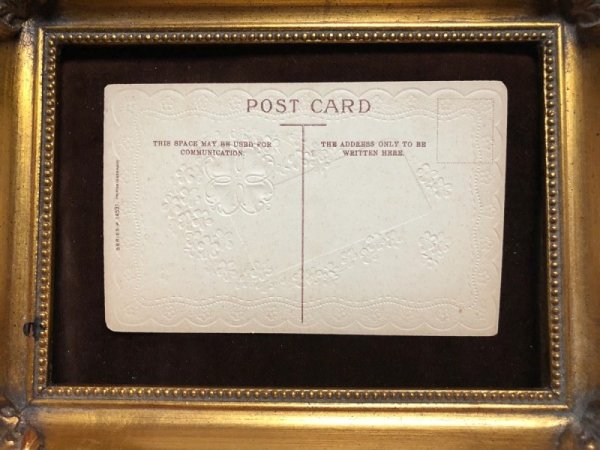 POST CARD
THIS SPACE MAY BE USED FOR
COMMUNICATION.
THE ADDRESS ONLY TO BE
WRITTEN HERE.